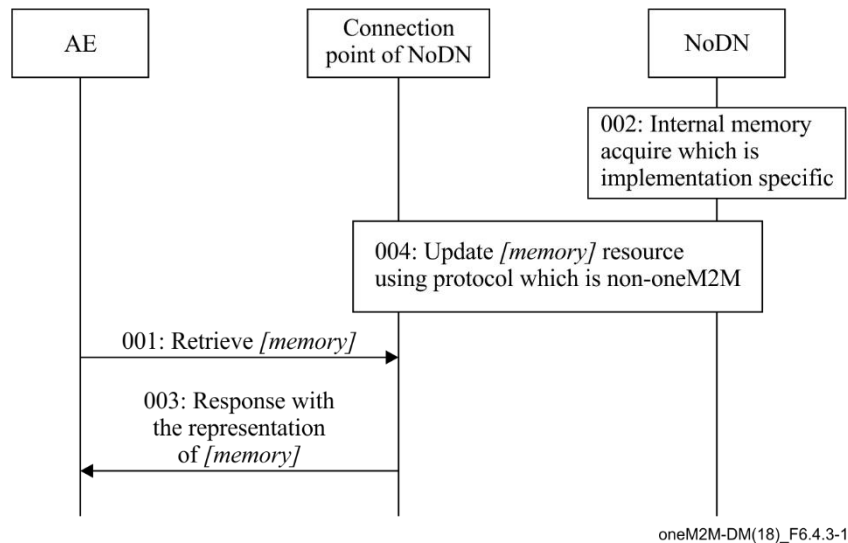 AE
Connection
point of NoDN
NoDN
002: Internal memory
acquire which is
implementation specific
004: Update [memory] resource
using protocol which is non-oneM2M
001: Retrieve [memory]
003: Response with
the representation
of [memory]
oneM2M-DM(18)_F6.4.3-1